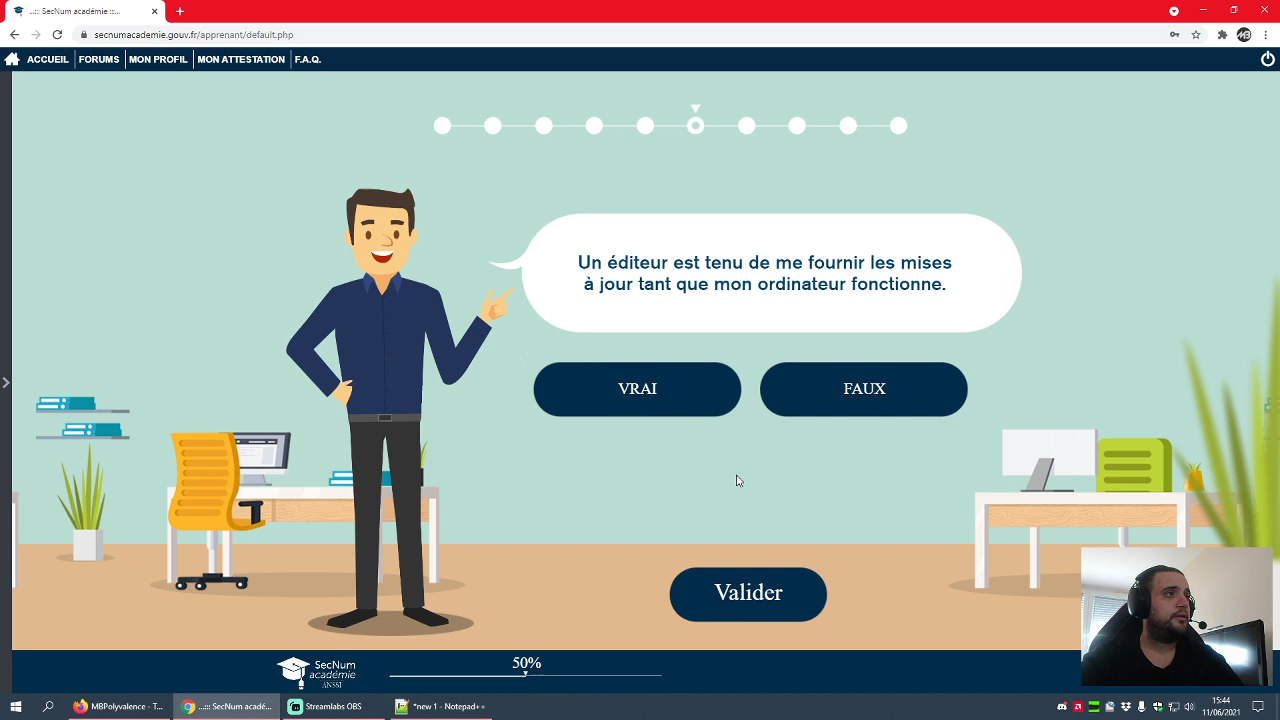 ..::: SecNum académie :::...
secnumacademie.gouv.fr/apprenant/default.php
MB
ACCUEIL
FORUMS
MON PROFIL
MON ATTESTATION
F.A.Q.
Un éditeur est tenu de me fournir les mises
à jour tant que mon ordinateur fonctionne.
VRAI
FAUX
Valider
SecNum
académie
ANSSI
50%
MBPolyvalence - T...
..::: SecNum acadé...
Streamlabs OBS
*new 1 - Notepad++
15:44
11/06/2021